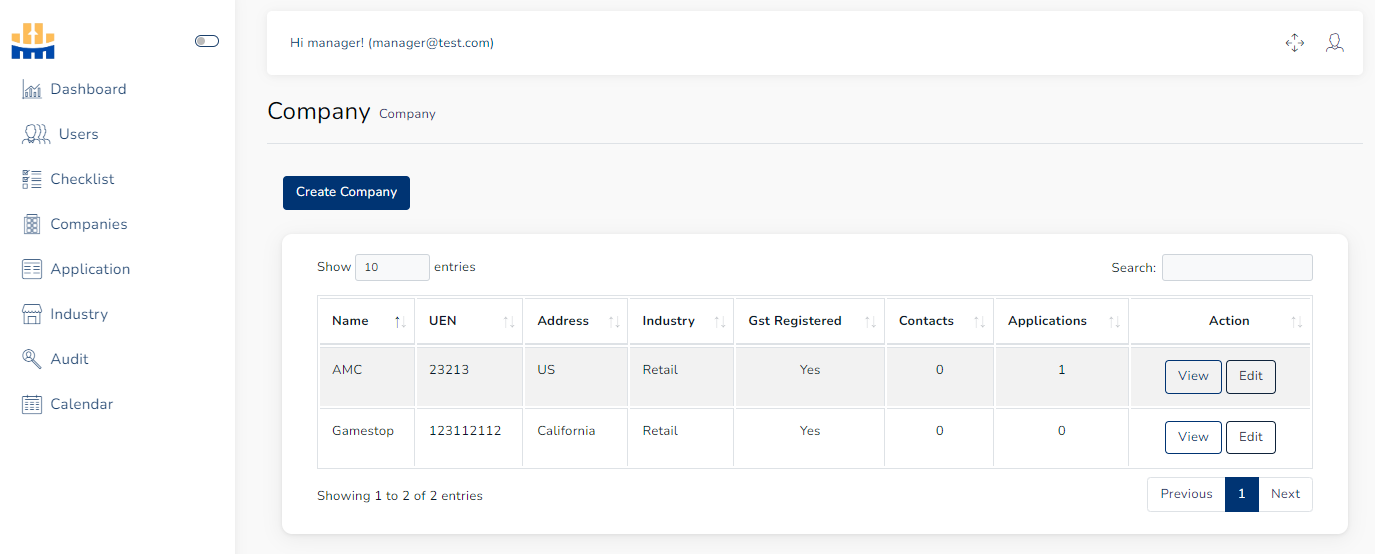 Hi manager! (manager@test.com)
Dashboard
Users
Checklist
Companies
Application
Industry
Audit
Calendar
Company Company
Create Company
Show 10 entries
Search:
Name UEN Address Industry Gst Registered Contacts Applications Action
AMC 23213 US Retail Yes 0 1 View Edit
Gamestop 123112112 California Retail Yes 0 0 View Edit
Showing 1 to 2 of 2 entries
Previous 1 Next